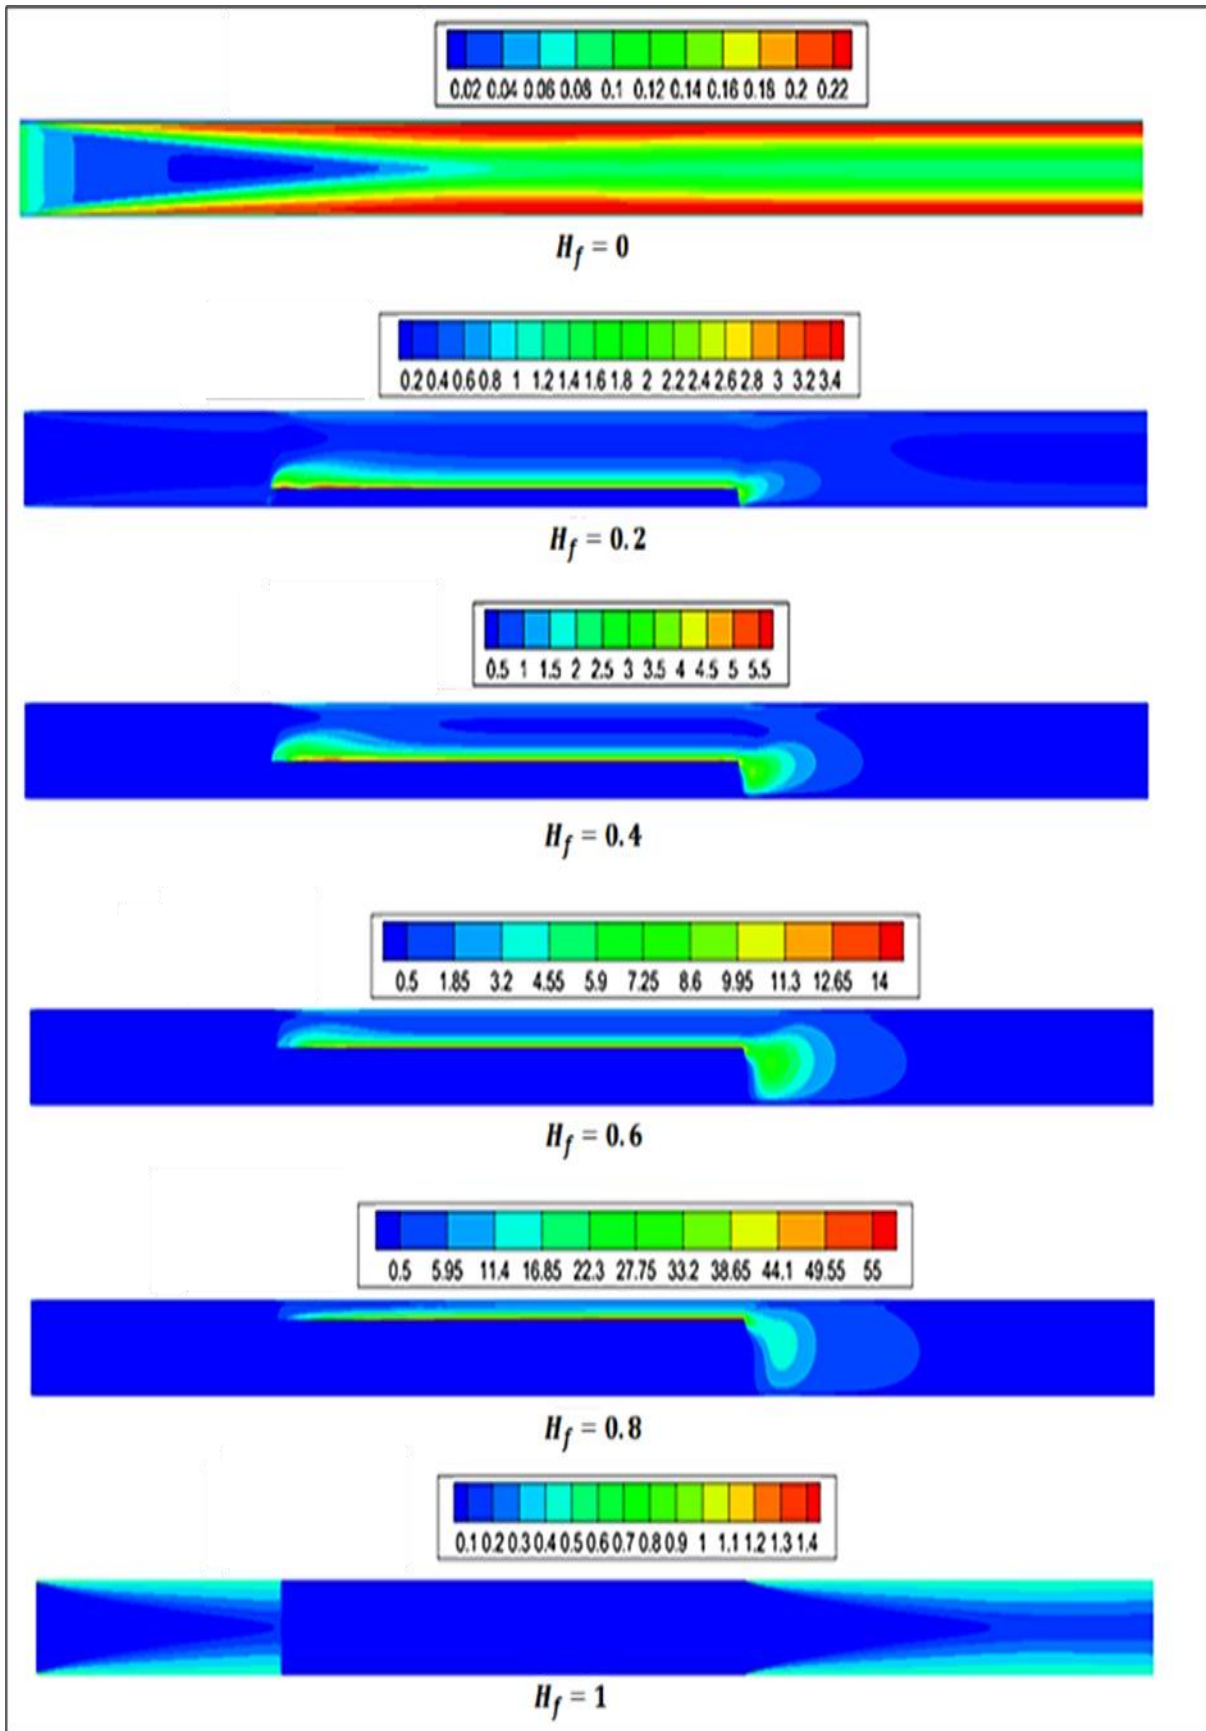 0.02 0.04 0.06 0.08 0.1 0.12 0.14 0.16 0.18 0.2 0.22
H_f = 0
0.2 0.4 0.6 0.8 1 1.2 1.4 1.6 1.8 2 2.2 2.4 2.6 2.8 3 3.2 3.4
H_f = 0.2
0.5 1 1.5 2 2.5 3 3.5 4 4.5 5 5.5
H_f = 0.4
0.5 1.85 3.2 4.55 5.9 7.25 8.6 9.95 11.3 12.65 14
H_f = 0.6
0.5 5.95 11.4 16.85 22.3 27.75 33.2 38.65 44.1 49.55 55
H_f = 0.8
0.1 0.2 0.3 0.4 0.5 0.6 0.7 0.8 0.9 1 1.1 1.2 1.3 1.4
H_f = 1